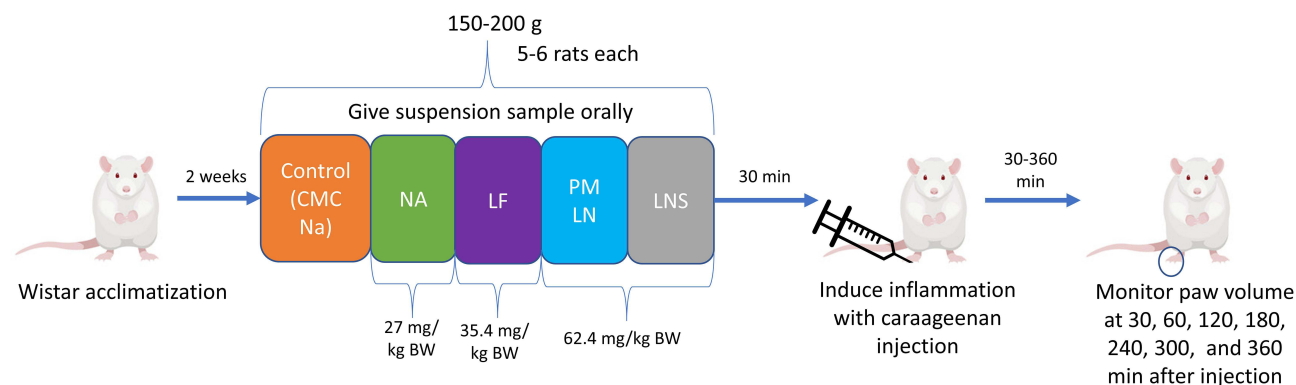 150-200 g
5-6 rats each
Give suspension sample orally
2 weeks
Control
(CMC
Na)
NA
LF
PM
LN
LNS
30 min
30-360
min
27 mg/
kg BW
35.4 mg/
kg BW
62.4 mg/kg BW
Wistar acclimatization
Induce inflammation
with caraageenan
injection
Monitor paw volume
at 30, 60, 120, 180,
240, 300, and 360
min after injection